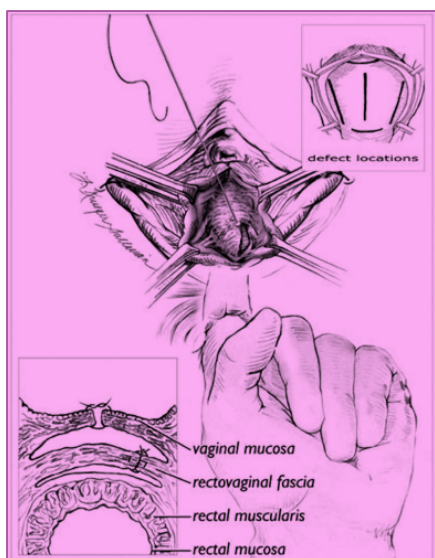 defect locations
vaginal mucosa
rectovaginal fascia
rectal muscularis
rectal mucosa